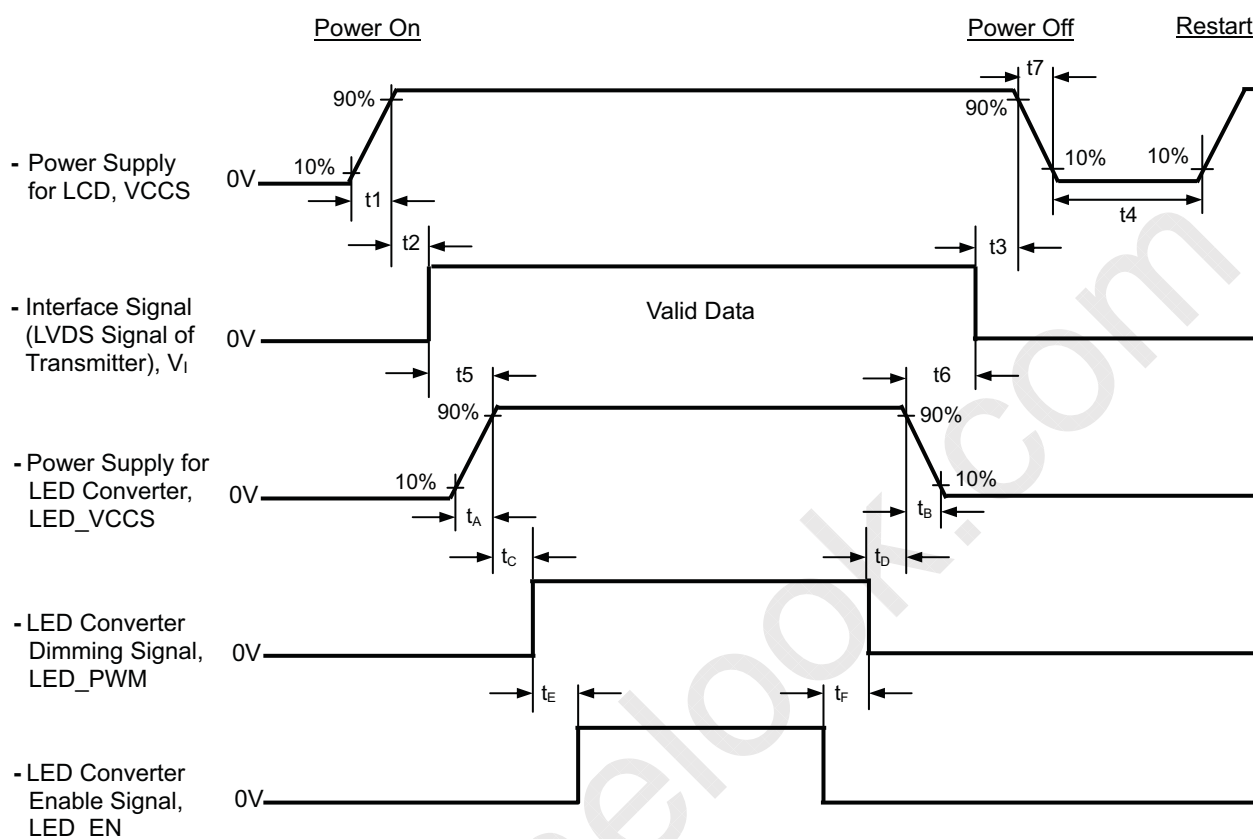 Power On
Power Off
Restart
t7
90%
90%
10%
10%
10%
- Power Supply
for LCD, VCCS
0V
t1
t4
t2
t3
- Interface Signal
(LVDS Signal of
Transmitter), VI
0V
Valid Data
t5
t6
90%
90%
- Power Supply for
LED Converter,
LED_VCCS
0V
10%
10%
tA
tB
tC
tD
- LED Converter
Dimming Signal,
LED_PWM
0V
tE
tF
- LED Converter
Enable Signal,
LED_EN
0V
elook.com